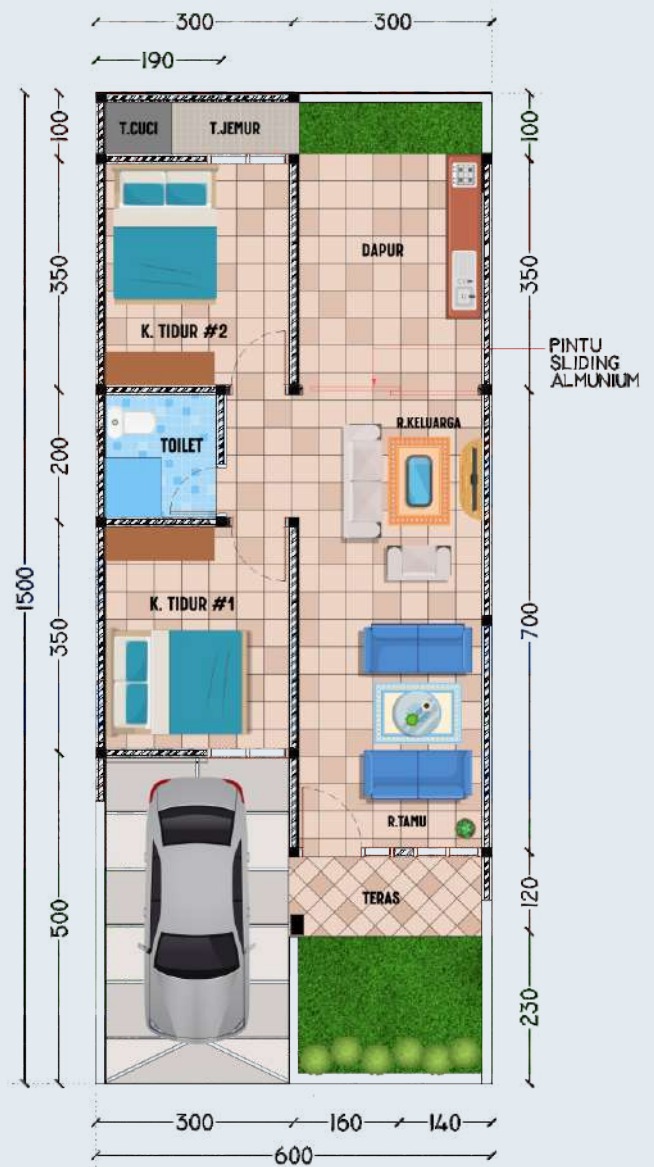 300
300
190
100
100
T.CUCI
T.JEMUR
DAPUR
350
350
K. TIDUR #2
PINTU
SLIDING
ALMUNIUM
R.KELUARGA
TOILET
200
1500
K. TIDUR #1
350
700
R.TAMU
TERAS
500
120
230
300
160
140
600